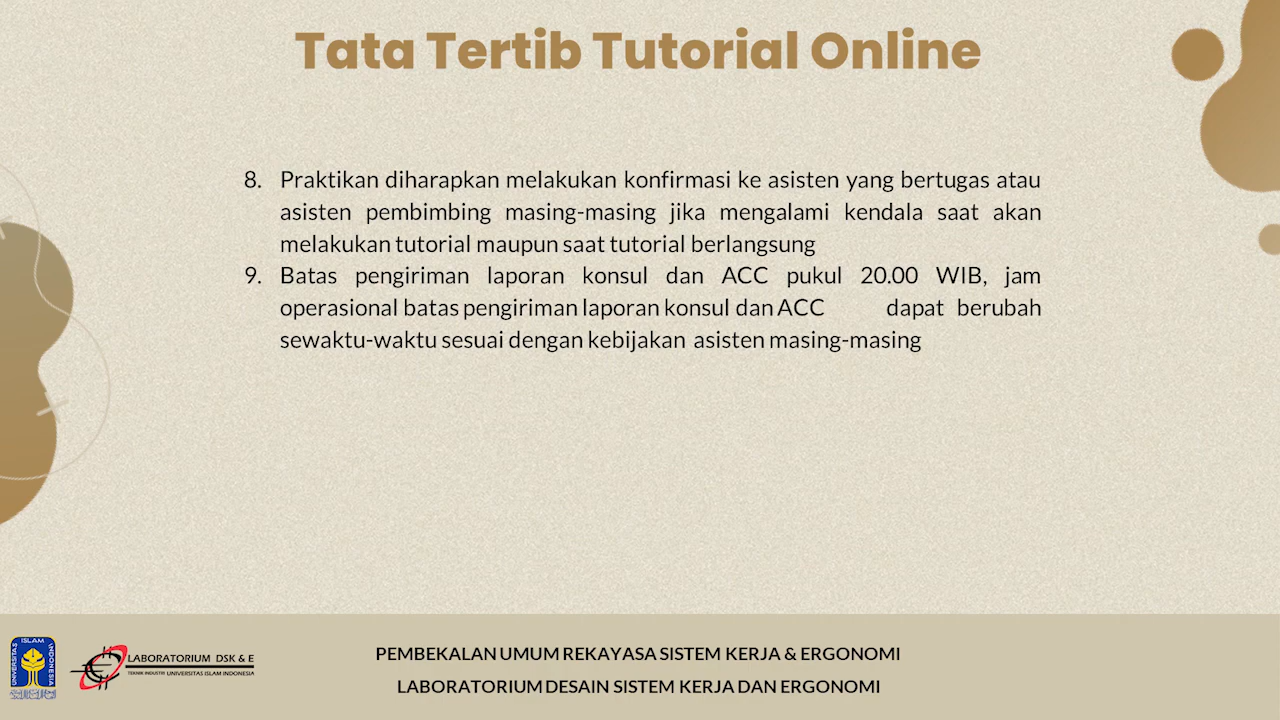 Tata Tertib Tutorial Online
8. Praktikan diharapkan melakukan konfirmasi ke asisten yang bertugas atau
asisten pembimbing masing-masing jika mengalami kendala saat akan
melakukan tutorial maupun saat tutorial berlangsung
9. Batas pengiriman laporan konsul dan ACC pukul 20.00 WIB, jam
operasional batas pengiriman laporan konsul dan ACC dapat berubah
sewaktu-waktu sesuai dengan kebijakan asisten masing-masing
UNIVERSITAS ISLAM INDONESIA
LABORATORIUM DSK & E
TEKNIK INDUSTRI UNIVERSITAS ISLAM INDONESIA
PEMBEKALAN UMUM REKAYASA SISTEM KERJA & ERGONOMI
LABORATORIUM DESAIN SISTEM KERJA DAN ERGONOMI